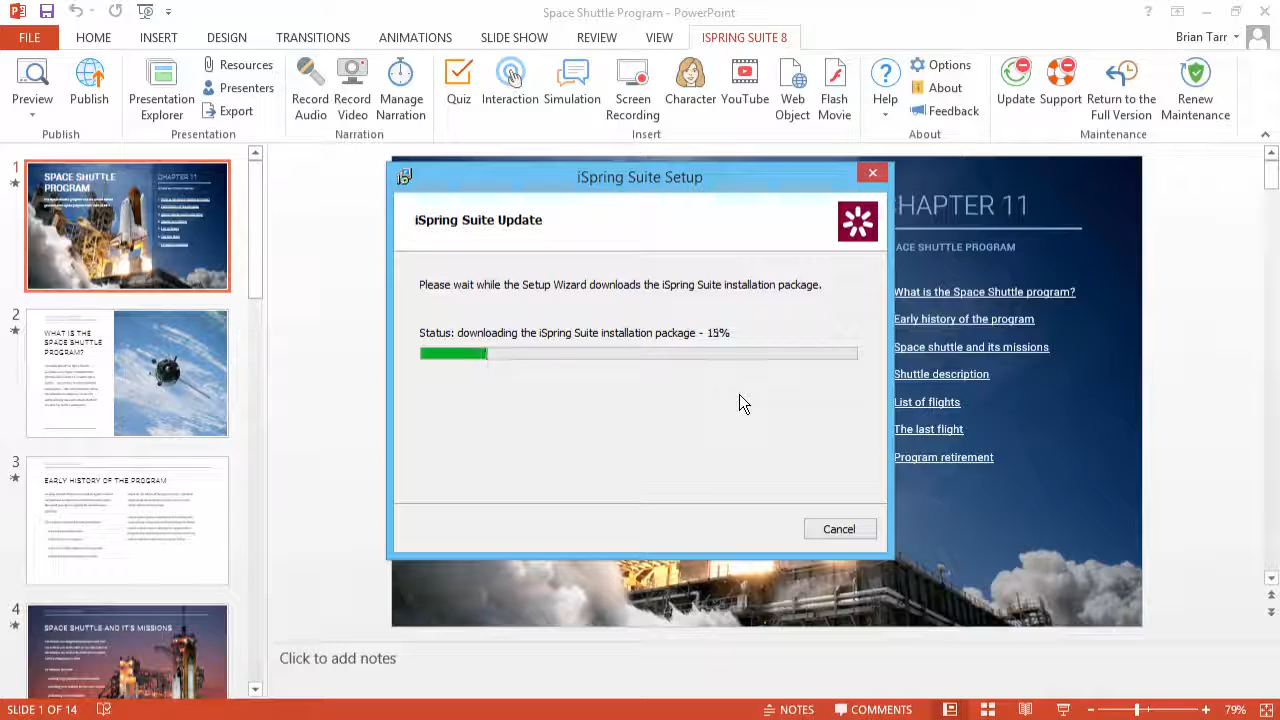 Space Shuttle Program - PowerPoint
FILE
HOME
INSERT
DESIGN
TRANSITIONS
ANIMATIONS
SLIDE SHOW
REVIEW
VIEW
ISPRING SUITE 8
Brian Tarr
Preview
Publish
Publish
Presentation
Explorer
Resources
Presenters
Export
Presentation
Record
Audio
Record
Video
Manage
Narration
Narration
Quiz
Interaction
Simulation
Screen
Recording
Character
YouTube
Web
Object
Flash
Movie
Insert
Help
Options
About
Feedback
About
Update
Support
Return to the
Full Version
Renew
Maintenance
Maintenance
1
SPACE SHUTTLE
PROGRAM
CHAPTER 11
2
WHAT IS THE
SPACE SHUTTLE
PROGRAM?
3
EARLY HISTORY OF THE PROGRAM
4
SPACE SHUTTLE AND IT'S MISSIONS
iSpring Suite Setup
iSpring Suite Update
Please wait while the Setup Wizard downloads the iSpring Suite installation package.
Status: downloading the iSpring Suite installation package - 15%
Cancel
HAPTER 11
ACE SHUTTLE PROGRAM
What is the Space Shuttle program?
Early history of the program
Space shuttle and its missions
Shuttle description
List of flights
The last flight
Program retirement
Click to add notes
SLIDE 1 OF 14
NOTES
COMMENTS
79%